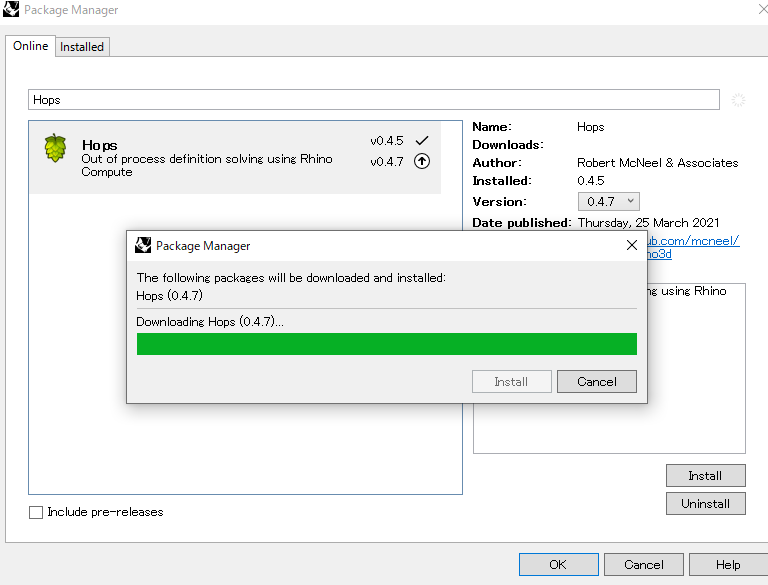 Package Manager
Online
Installed
Hops
Hops
v0.4.5
Out of process definition solving using Rhino
v0.4.7
Compute
Name: Hops
Downloads:
Author: Robert McNeel & Associates
Installed: 0.4.5
Version: 0.4.7
Date published: Thursday, 25 March 2021
ub.com/mcneel/
no3d
ng using Rhino
Package Manager
The following packages will be downloaded and installed:
Hops (0.4.7)
Downloading Hops (0.4.7)...
Install
Cancel
Install
Uninstall
Include pre-releases
OK
Cancel
Help